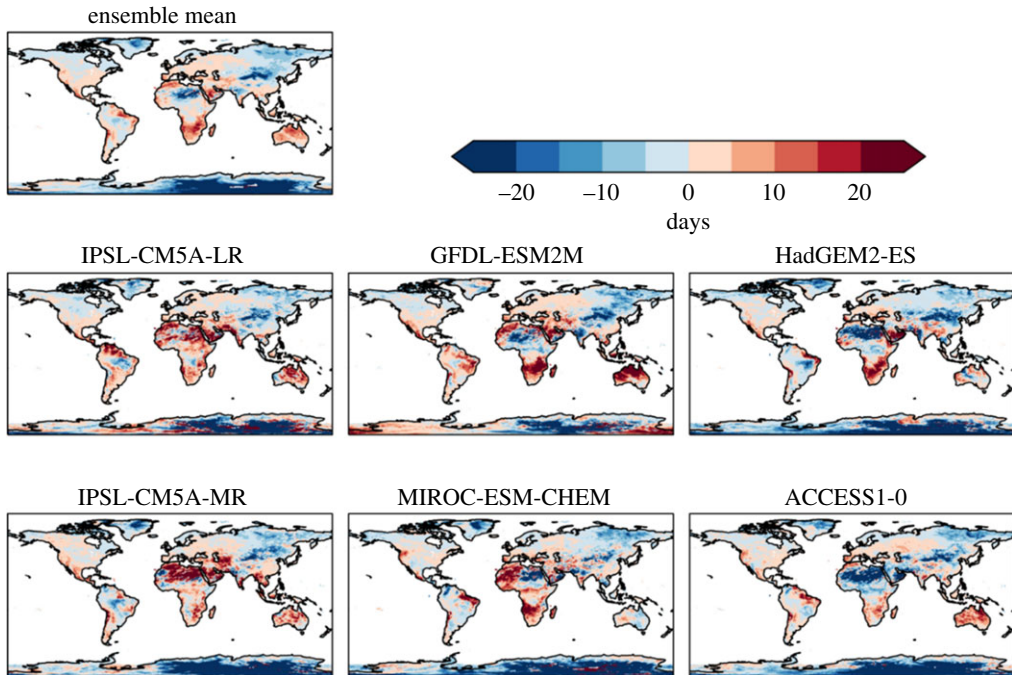 ensemble mean
–20 –10 0 10 20
days
IPSL-CM5A-LR GFDL-ESM2M HadGEM2-ES
IPSL-CM5A-MR MIROC-ESM-CHEM ACCESS1-0